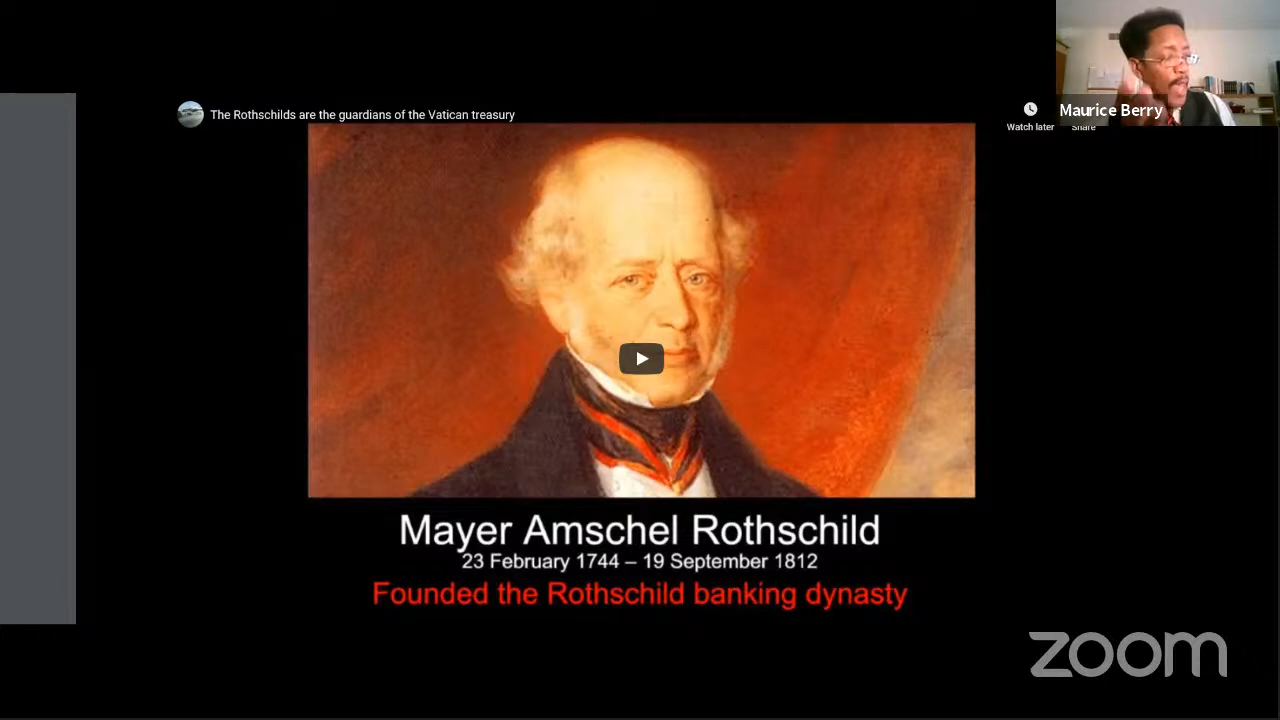 The Rothschilds are the guardians of the Vatican treasury
Watch later
Share
Maurice Berry
Mayer Amschel Rothschild
23 February 1744 – 19 September 1812
Founded the Rothschild banking dynasty
zoom